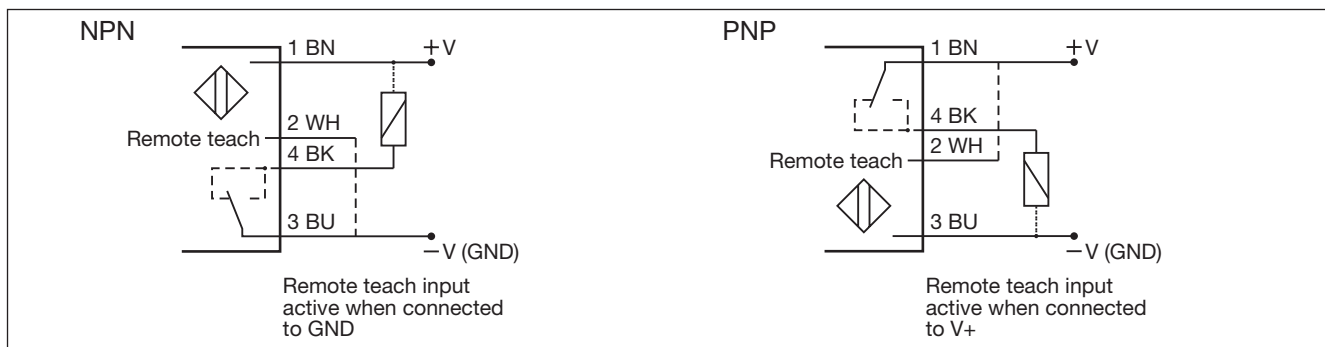 NPN
1 BN
+V
2 WH
Remote teach
4 BK
3 BU
−V (GND)
Remote teach input
active when connected
to GND
PNP
1 BN
+V
4 BK
2 WH
Remote teach
3 BU
−V (GND)
Remote teach input
active when connected
to V+